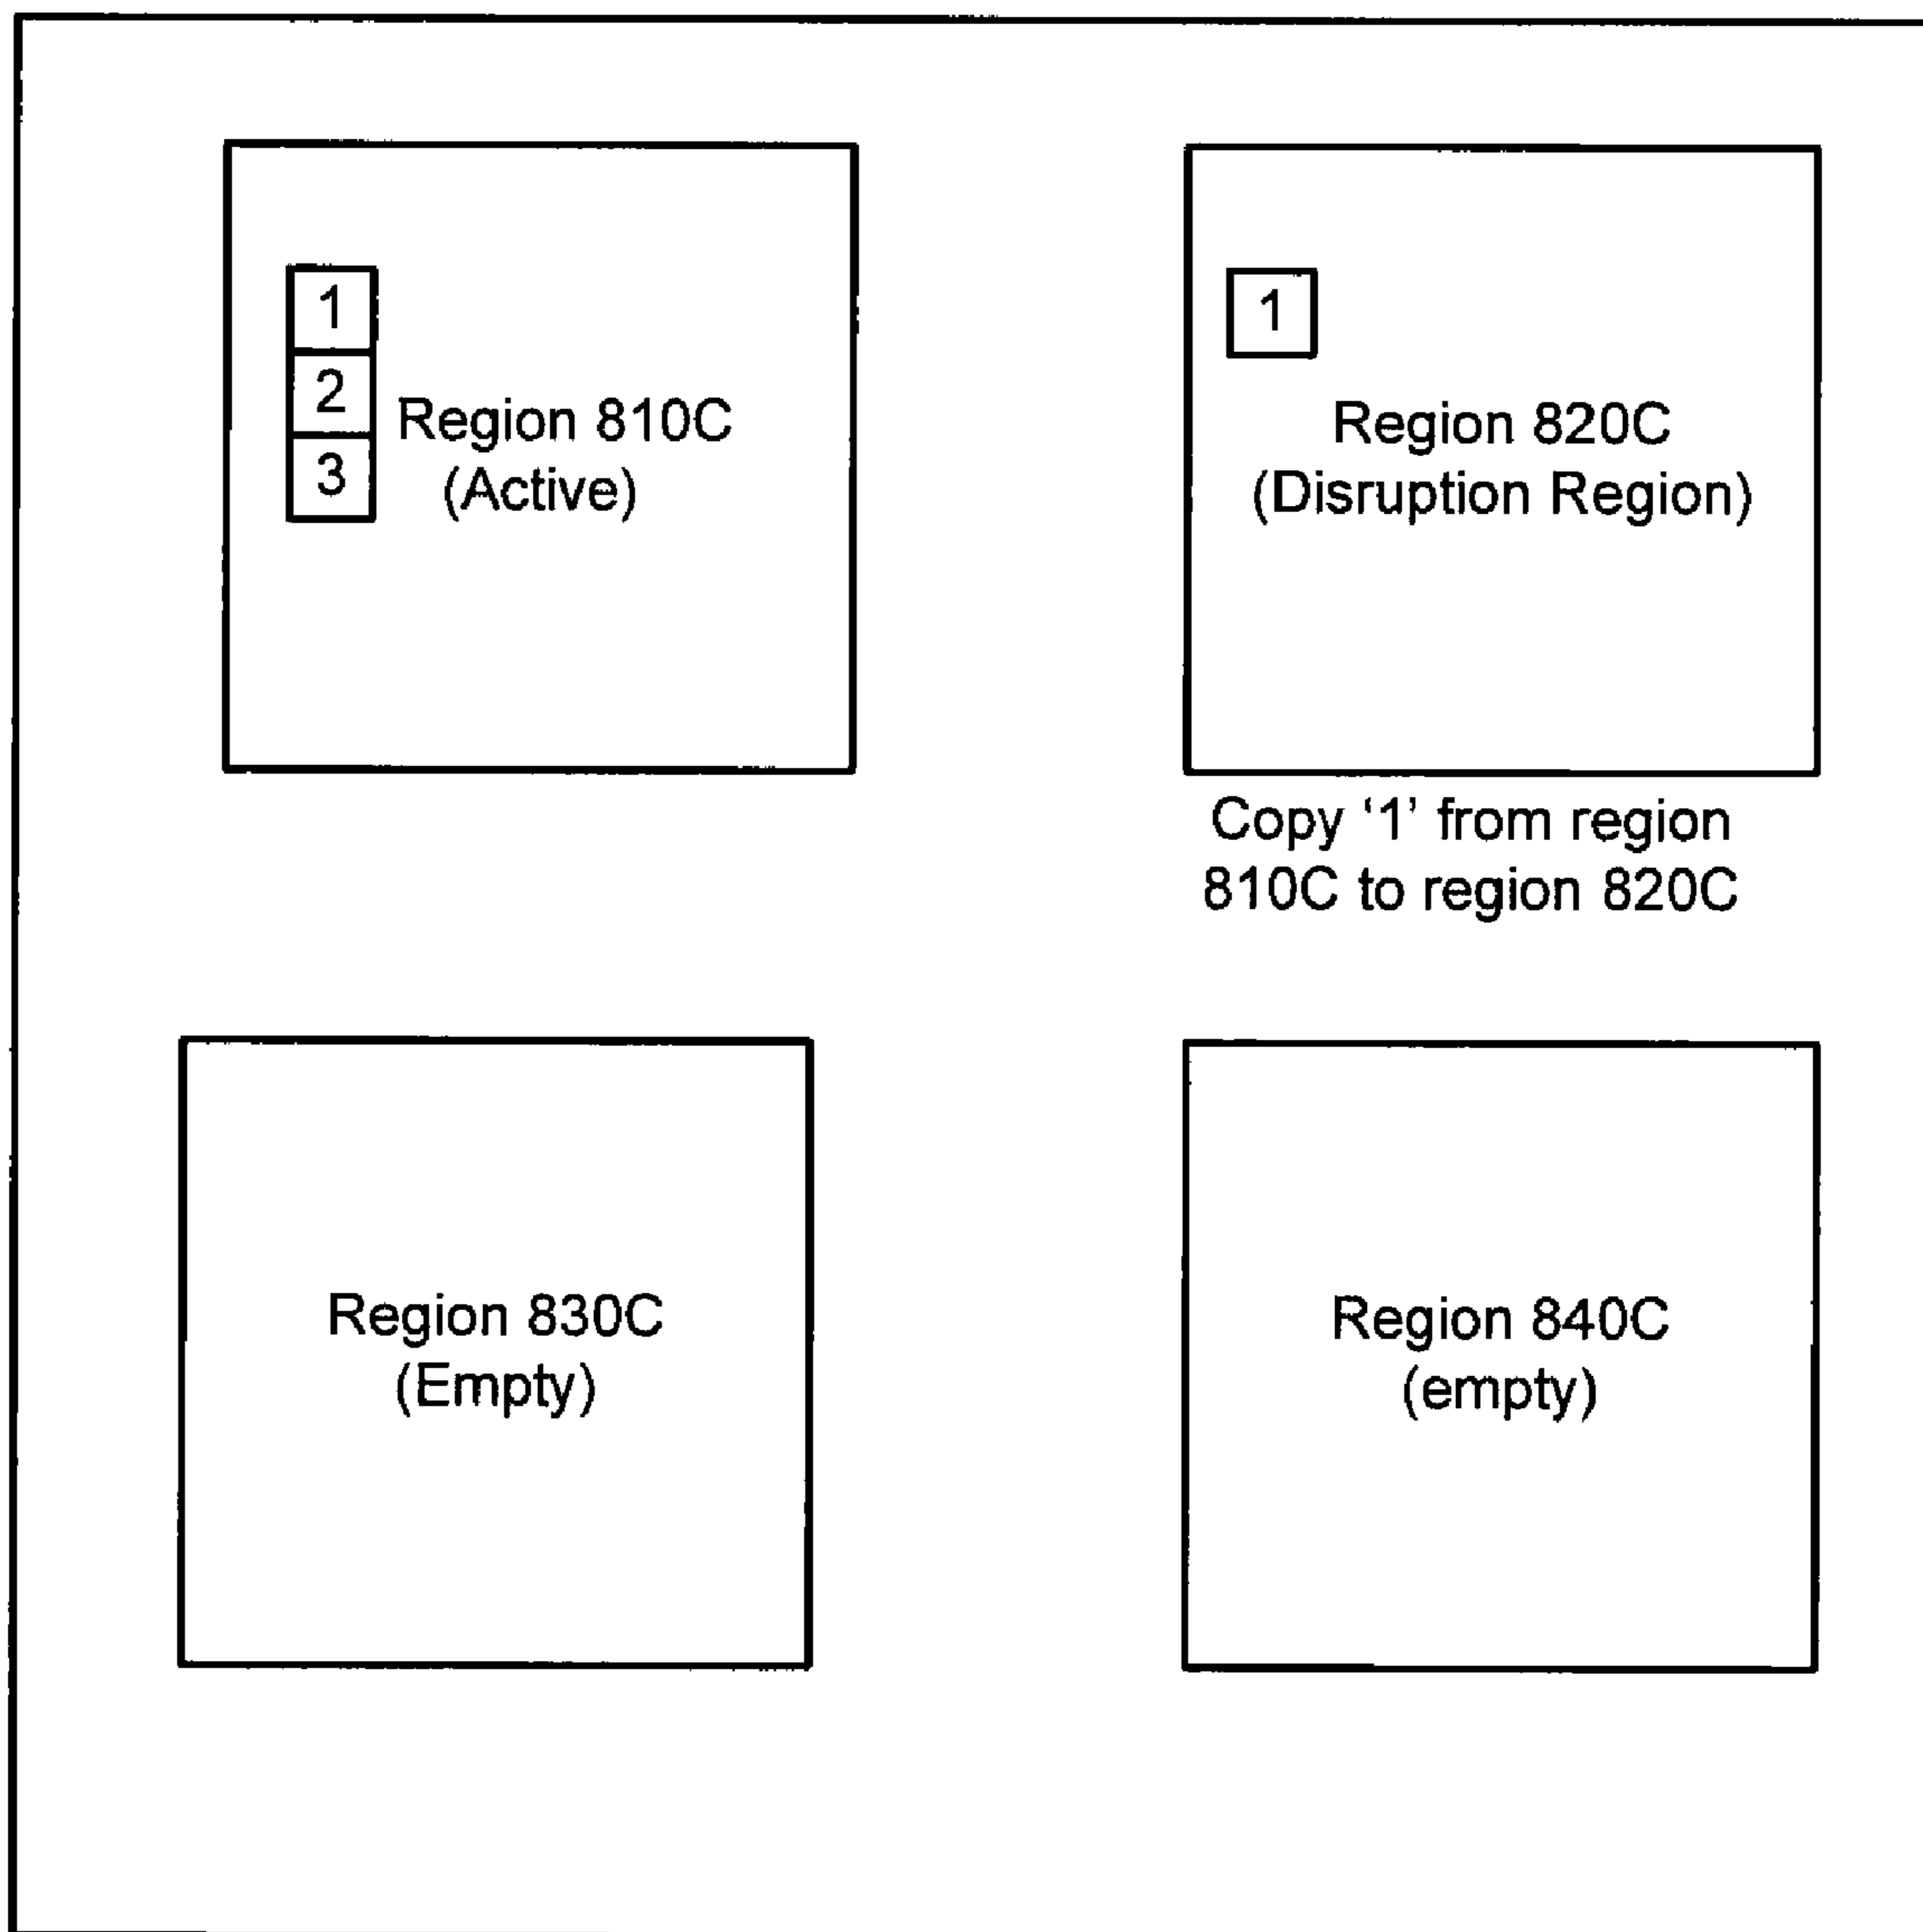 1
2
3
Region 810C
(Active)
1
Region 820C
(Disruption Region)
Copy ‘1’ from region
810C to region 820C
Region 830C
(Empty)
Region 840C
(empty)